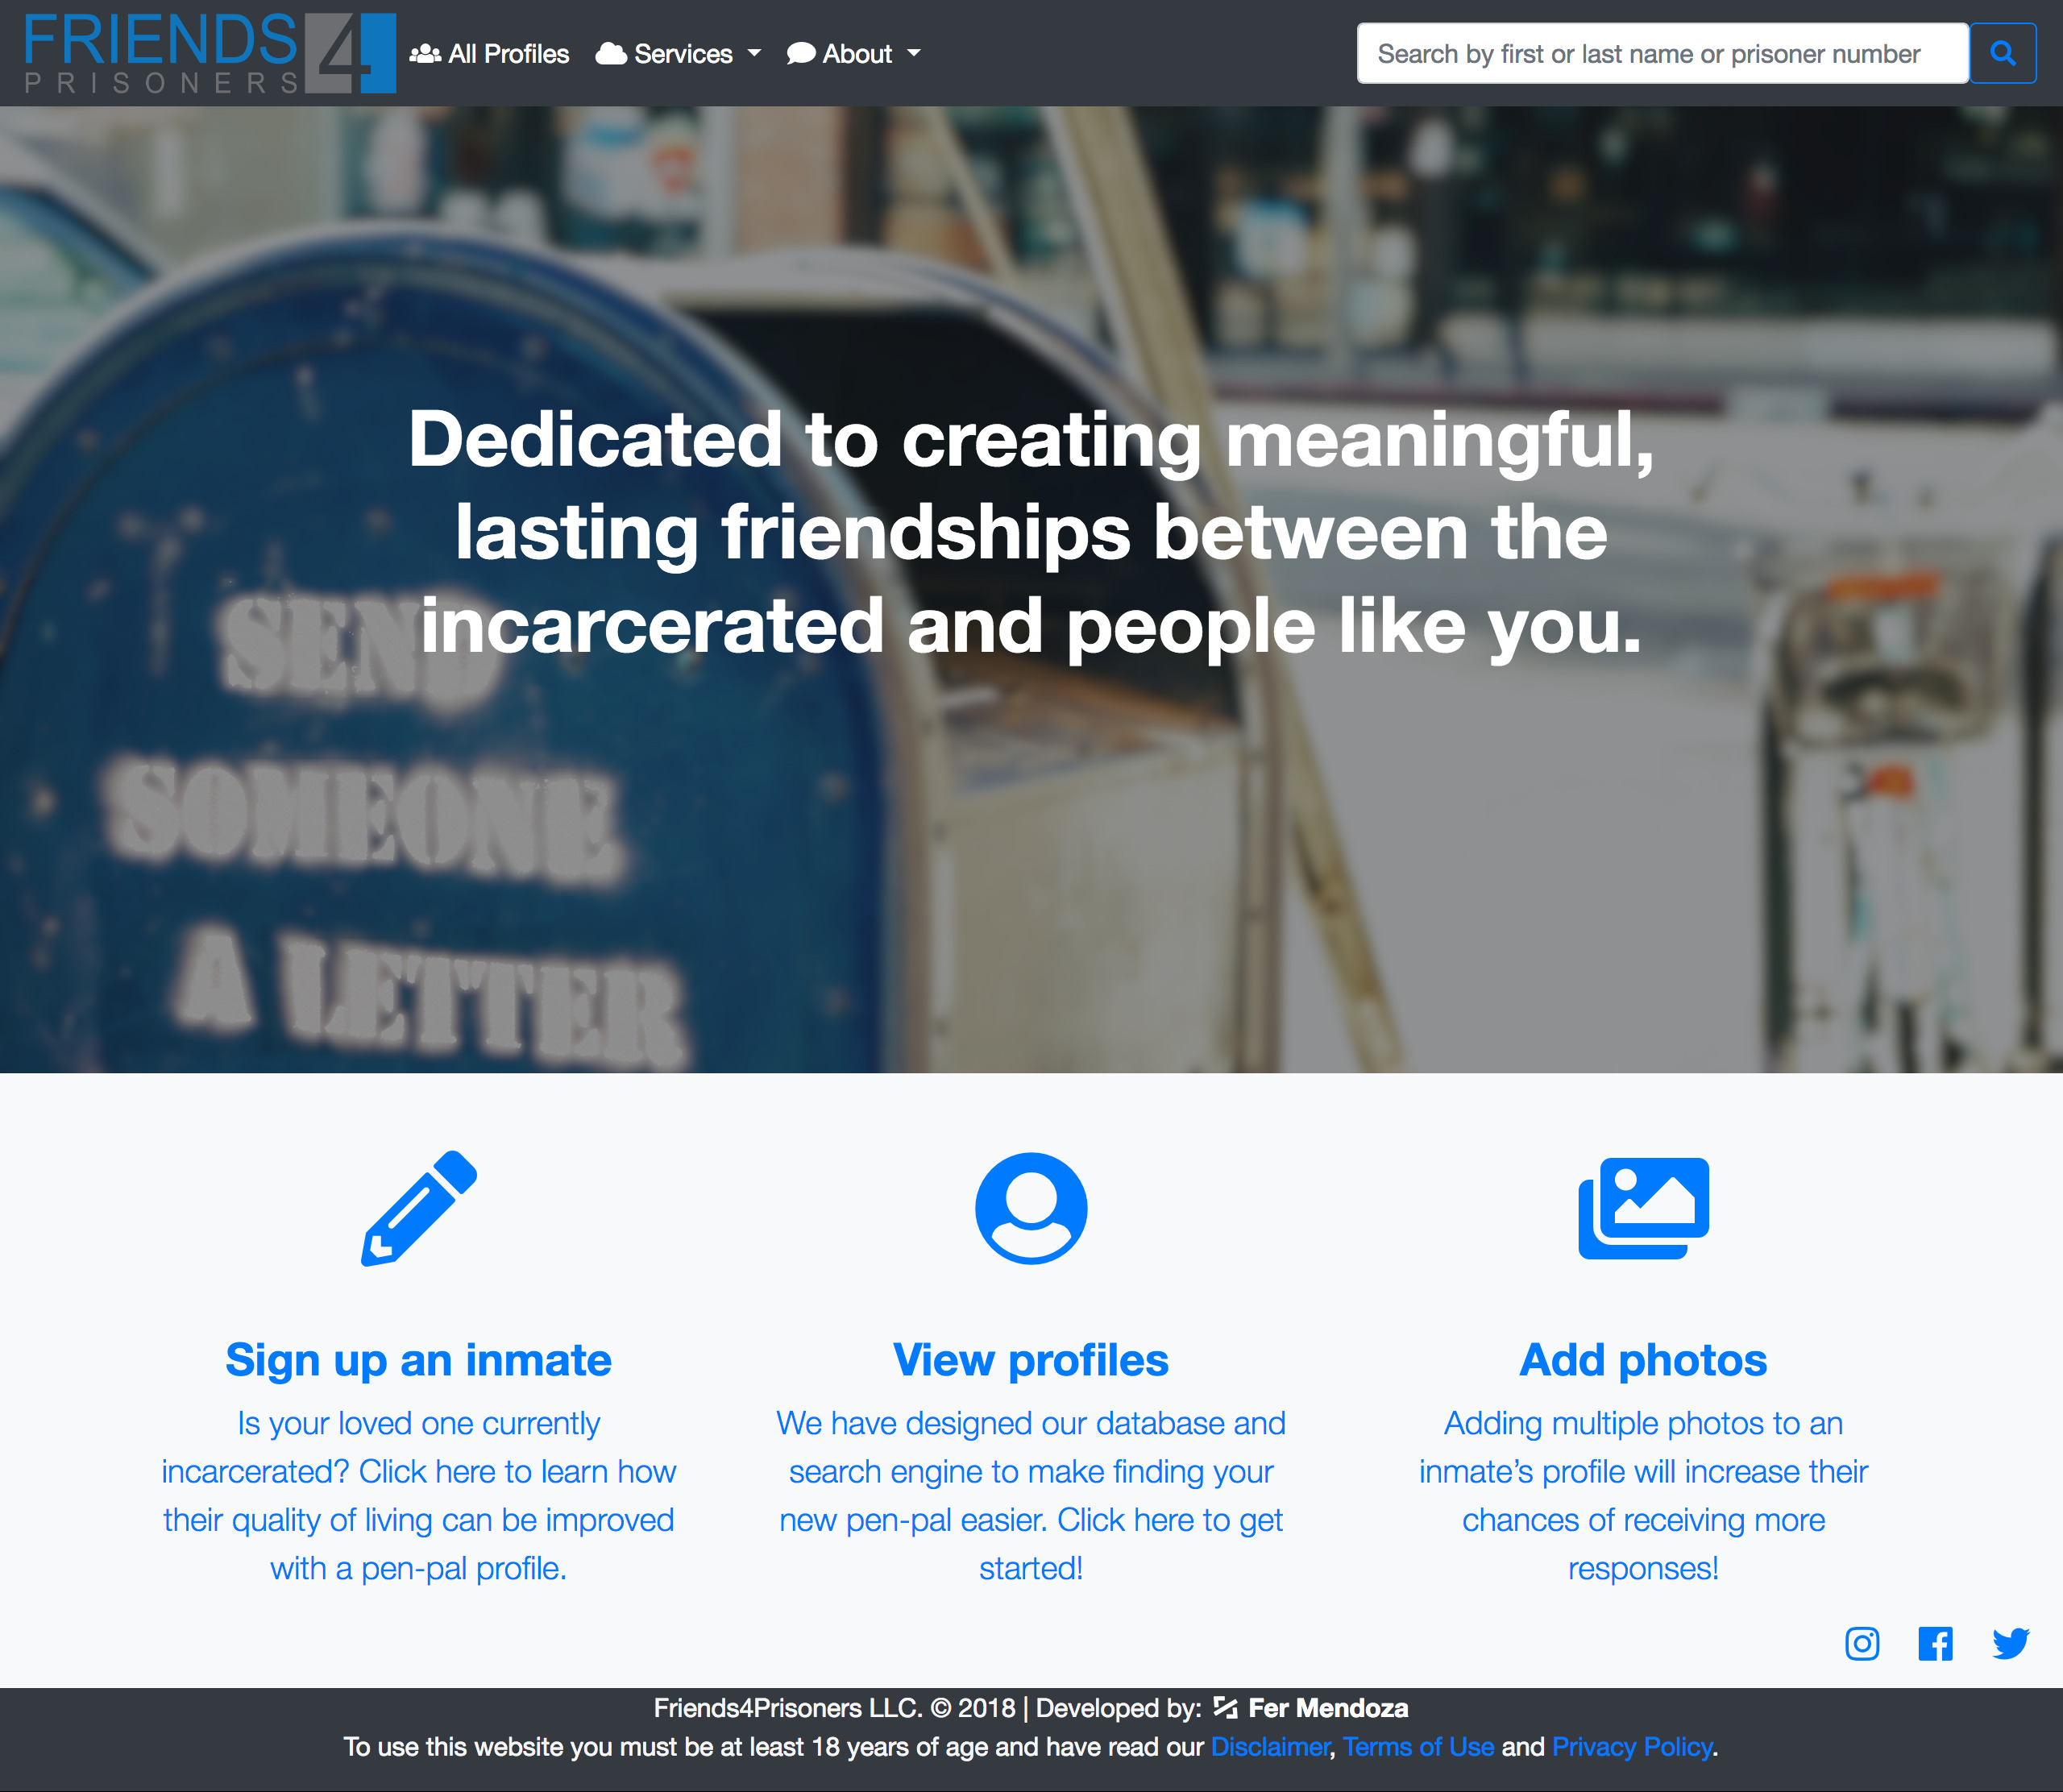 FRIENDS 4
PRISONERS
All Profiles Services About
Search by first or last name or prisoner number
Dedicated to creating meaningful,
lasting friendships between the
incarcerated and people like you.
SEND
SOMEONE
A LETTER
Sign up an inmate
Is your loved one currently
incarcerated? Click here to learn how
their quality of living can be improved
with a pen-pal profile.
View profiles
We have designed our database and
search engine to make finding your
new pen-pal easier. Click here to get
started!
Add photos
Adding multiple photos to an
inmate’s profile will increase their
chances of receiving more
responses!
Friends4Prisoners LLC. © 2018 | Developed by: Fer Mendoza
To use this website you must be at least 18 years of age and have read our Disclaimer, Terms of Use and Privacy Policy.